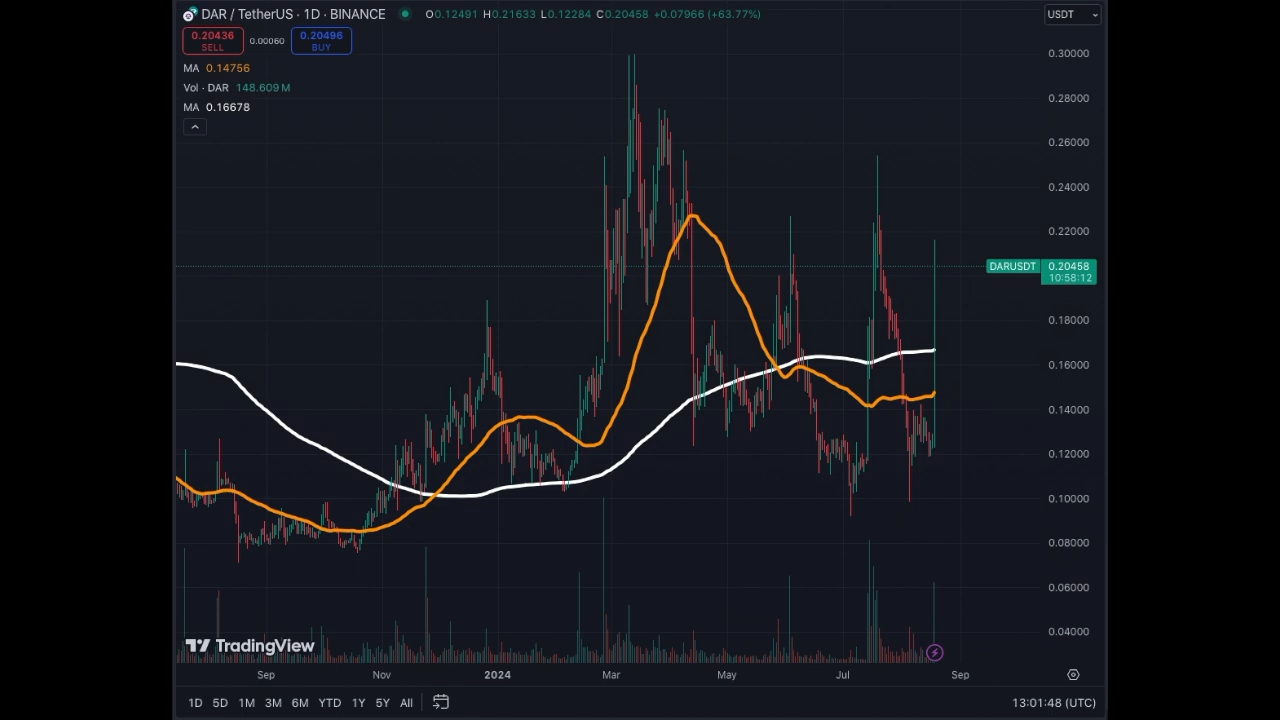 DAR / TetherUS · 1D · BINANCE O0.12491 H0.21633 L0.12284 C0.20458 +0.07966 (+63.77%)
USDT
0.20436
SELL
0.00060
0.20496
BUY
MA 0.14756
Vol · DAR 148.609 M
MA 0.16678
0.30000
0.28000
0.26000
0.24000
0.22000
DARUSDT 0.20458
10:58:12
0.18000
0.16000
0.14000
0.12000
0.10000
0.08000
0.06000
0.04000
TradingView
Sep Nov 2024 Mar May Jul Sep
1D 5D 1M 3M 6M YTD 1Y 5Y All 13:01:48 (UTC)